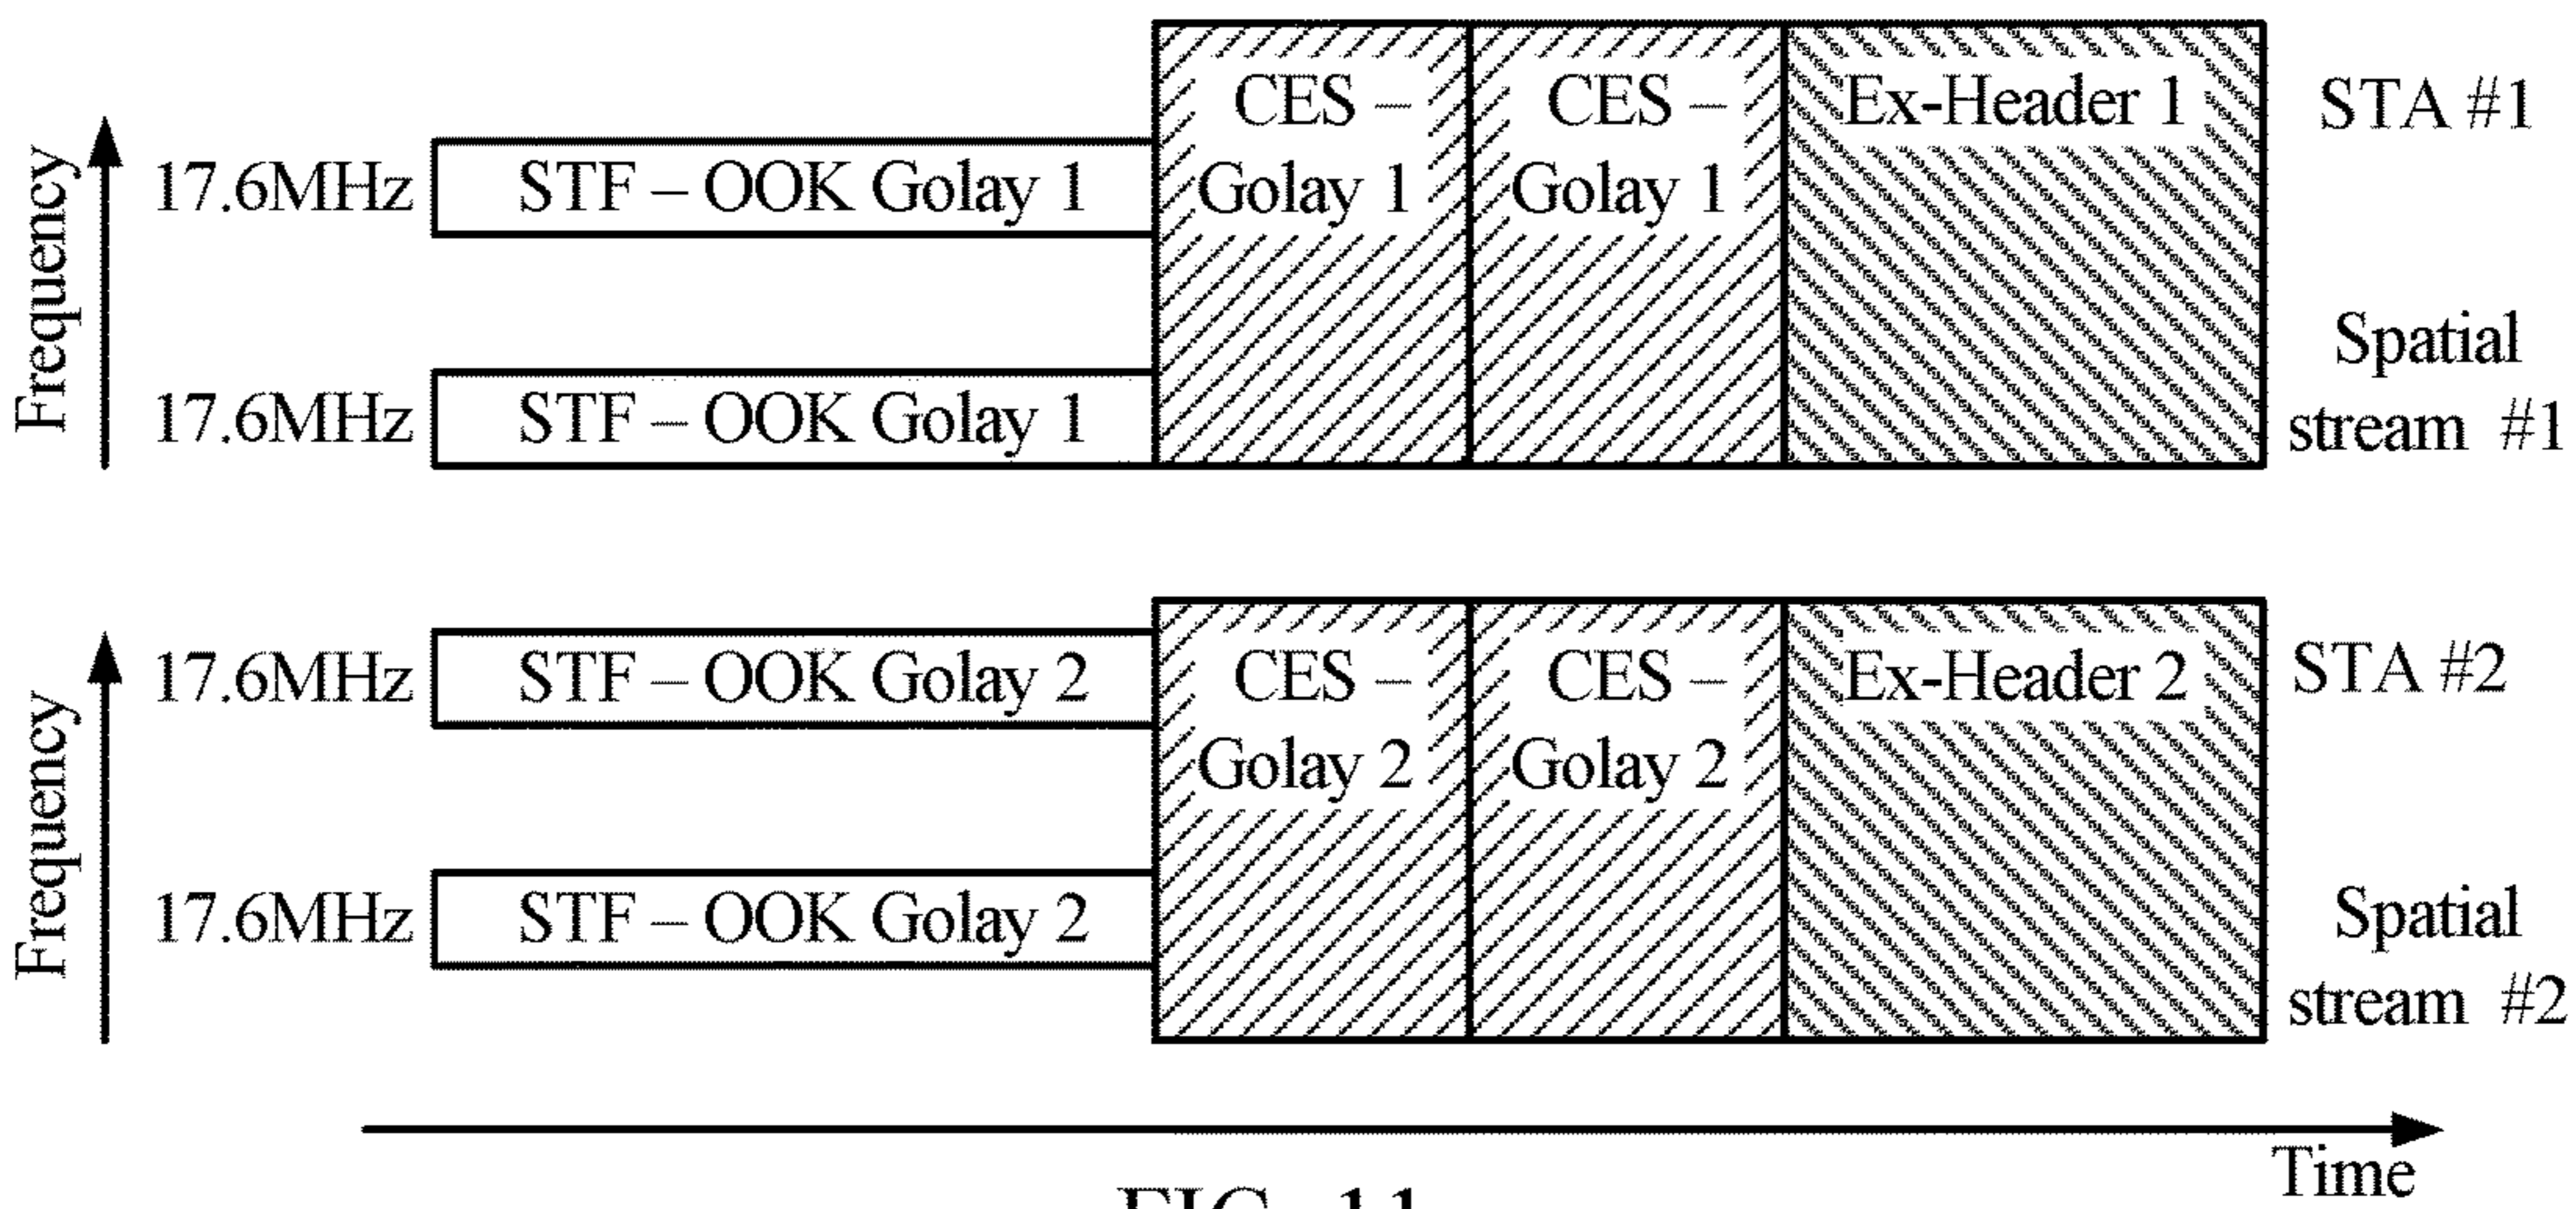 Frequency
17.6MHz
STF – OOK Golay 1
17.6MHz
STF – OOK Golay 1
CES –
Golay 1
CES –
Golay 1
Ex-Header 1
STA #1
Spatial
stream #1
Frequency
17.6MHz
STF – OOK Golay 2
17.6MHz
STF – OOK Golay 2
CES –
Golay 2
CES –
Golay 2
Ex-Header 2
STA #2
Spatial
stream #2
Time